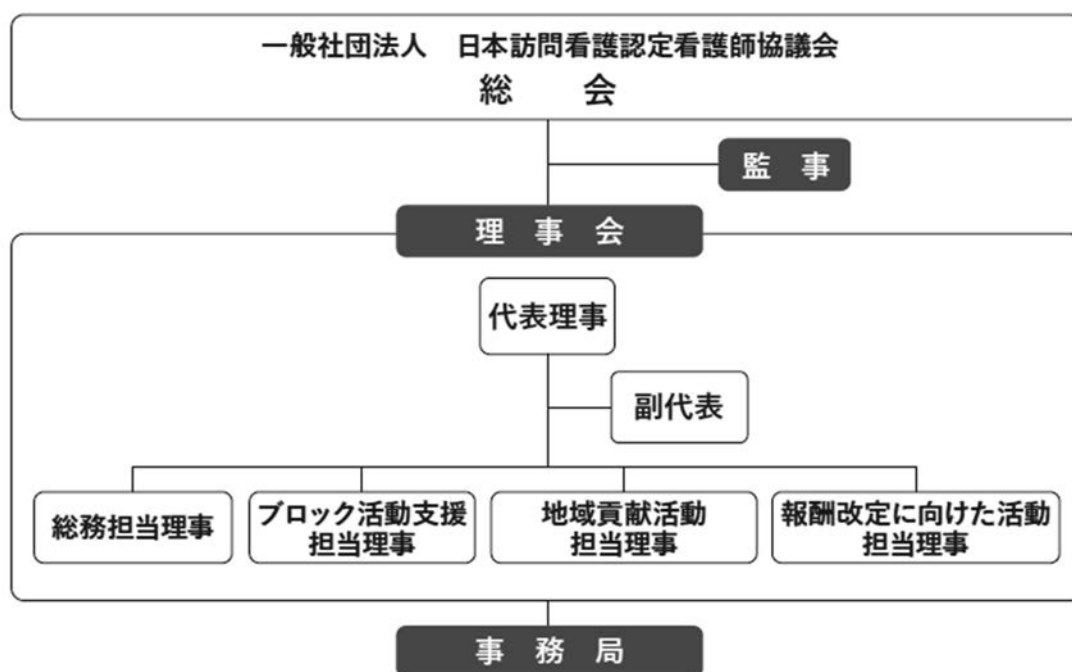 一般社団法人　日本訪問看護認定看護師協議会
総　会
監　事
理　事　会
代表理事
副代表
総務担当理事
ブロック活動支援
担当理事
地域貢献活動
担当理事
報酬改定に向けた活動
担当理事
事　務　局